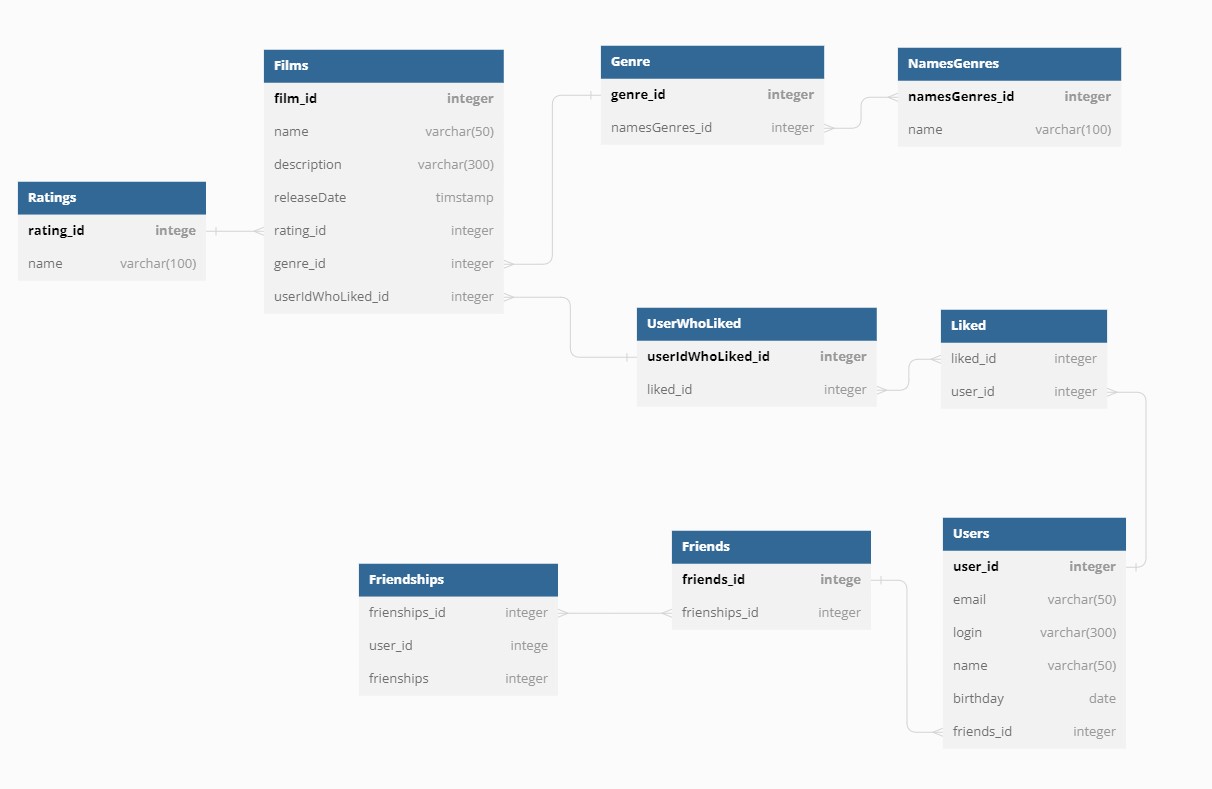 Films
film_id integer
name varchar(50)
description varchar(300)
releaseDate timstamp
rating_id integer
genre_id integer
userIdWhoLiked_id integer
Genre
genre_id integer
namesGenres_id integer
NamesGenres
namesGenres_id integer
name varchar(100)
Ratings
rating_id intege
name varchar(100)
UserWhoLiked
userIdWhoLiked_id integer
liked_id integer
Liked
liked_id integer
user_id integer
Friendships
frienships_id integer
user_id intege
frienships integer
Friends
friends_id intege
frienships_id integer
Users
user_id integer
email varchar(50)
login varchar(300)
name varchar(50)
birthday date
friends_id integer